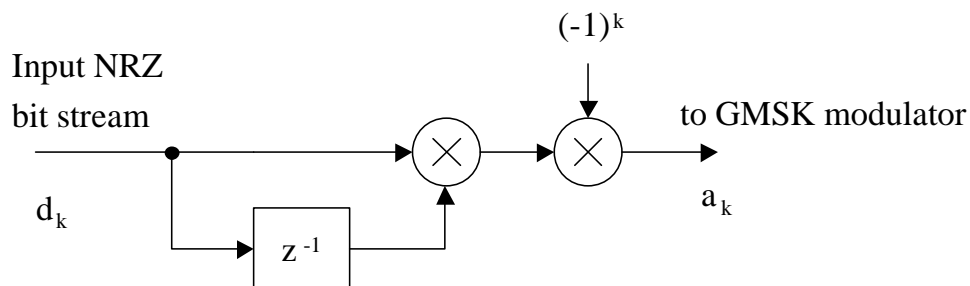 (-1)^k
Input NRZ
bit stream
to GMSK modulator
d_k
a_k
z^-1